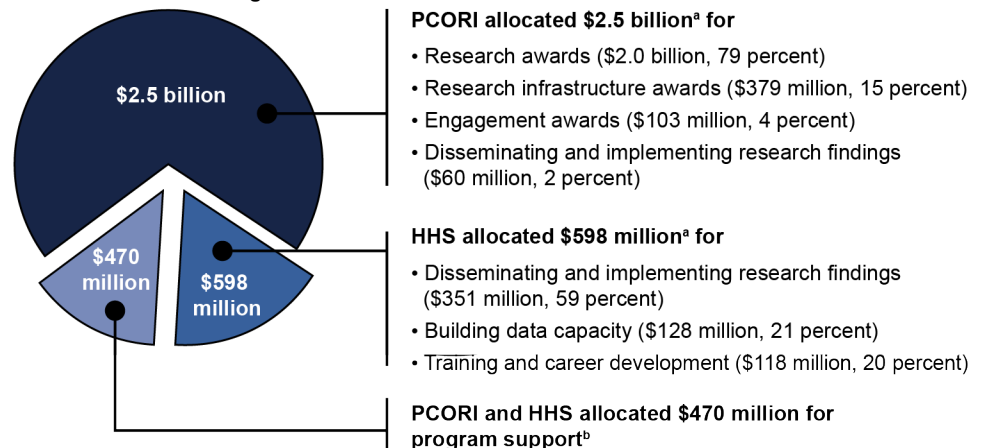 PCORI allocated $2.5 billionᵃ for
• Research awards ($2.0 billion, 79 percent)
• Research infrastructure awards ($379 million, 15 percent)
• Engagement awards ($103 million, 4 percent)
• Disseminating and implementing research findings
($60 million, 2 percent)
$2.5 billion
HHS allocated $598 millionᵃ for
• Disseminating and implementing research findings
($351 million, 59 percent)
• Building data capacity ($128 million, 21 percent)
• Training and career development ($118 million, 20 percent)
$470
million
$598
million
PCORI and HHS allocated $470 million for
program supportᵇ